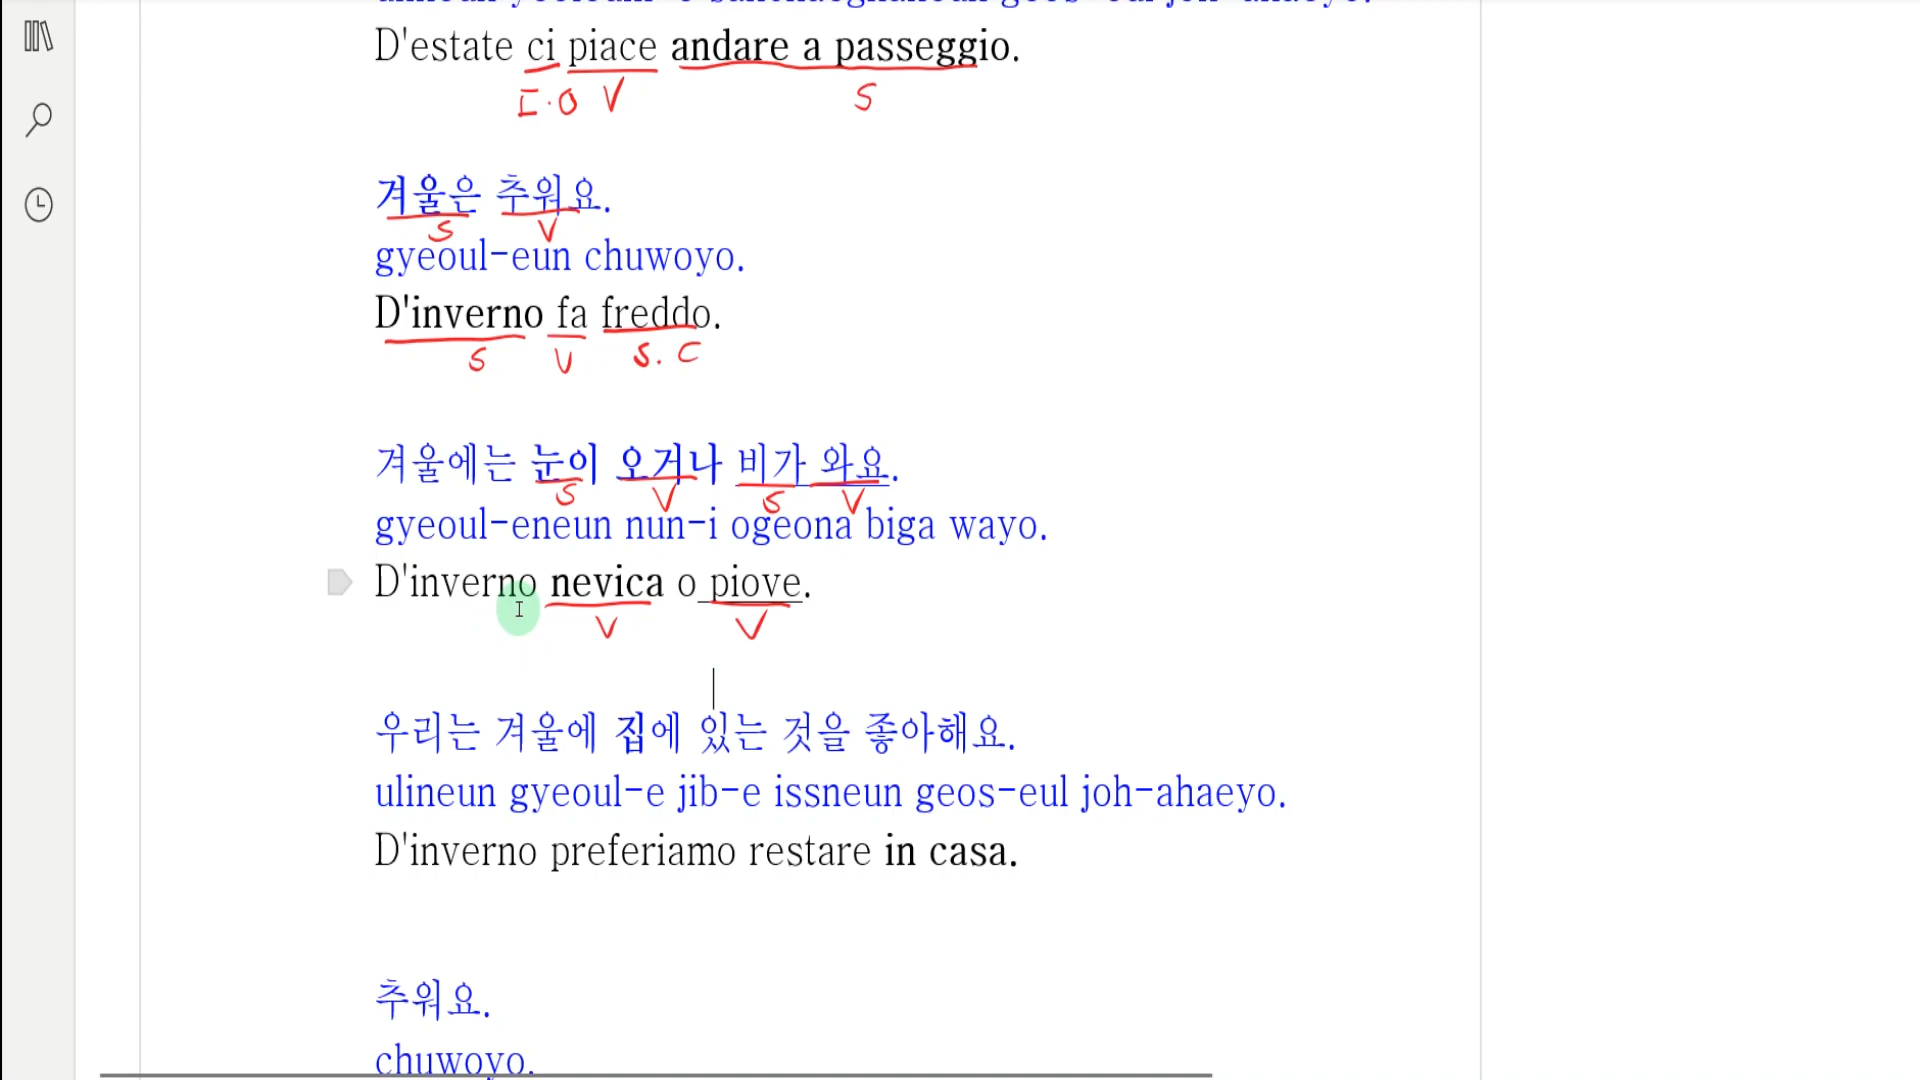 D'estate ci piace andare a passeggio.
I.O V S
겨울은 추워요.
S V
gyeoul-eun chuwoyo.
D'inverno fa freddo.
S V S.C
겨울에는 눈이 오거나 비가 와요.
S V S V
gyeoul-eneun nun-i ogeona biga wayo.
D'inverno nevica o piove.
V V
우리는 겨울에 집에 있는 것을 좋아해요.
ulineun gyeoul-e jib-e issneun geos-eul joh-ahaeyo.
D'inverno preferiamo restare in casa.
추워요.
chuwoyo.